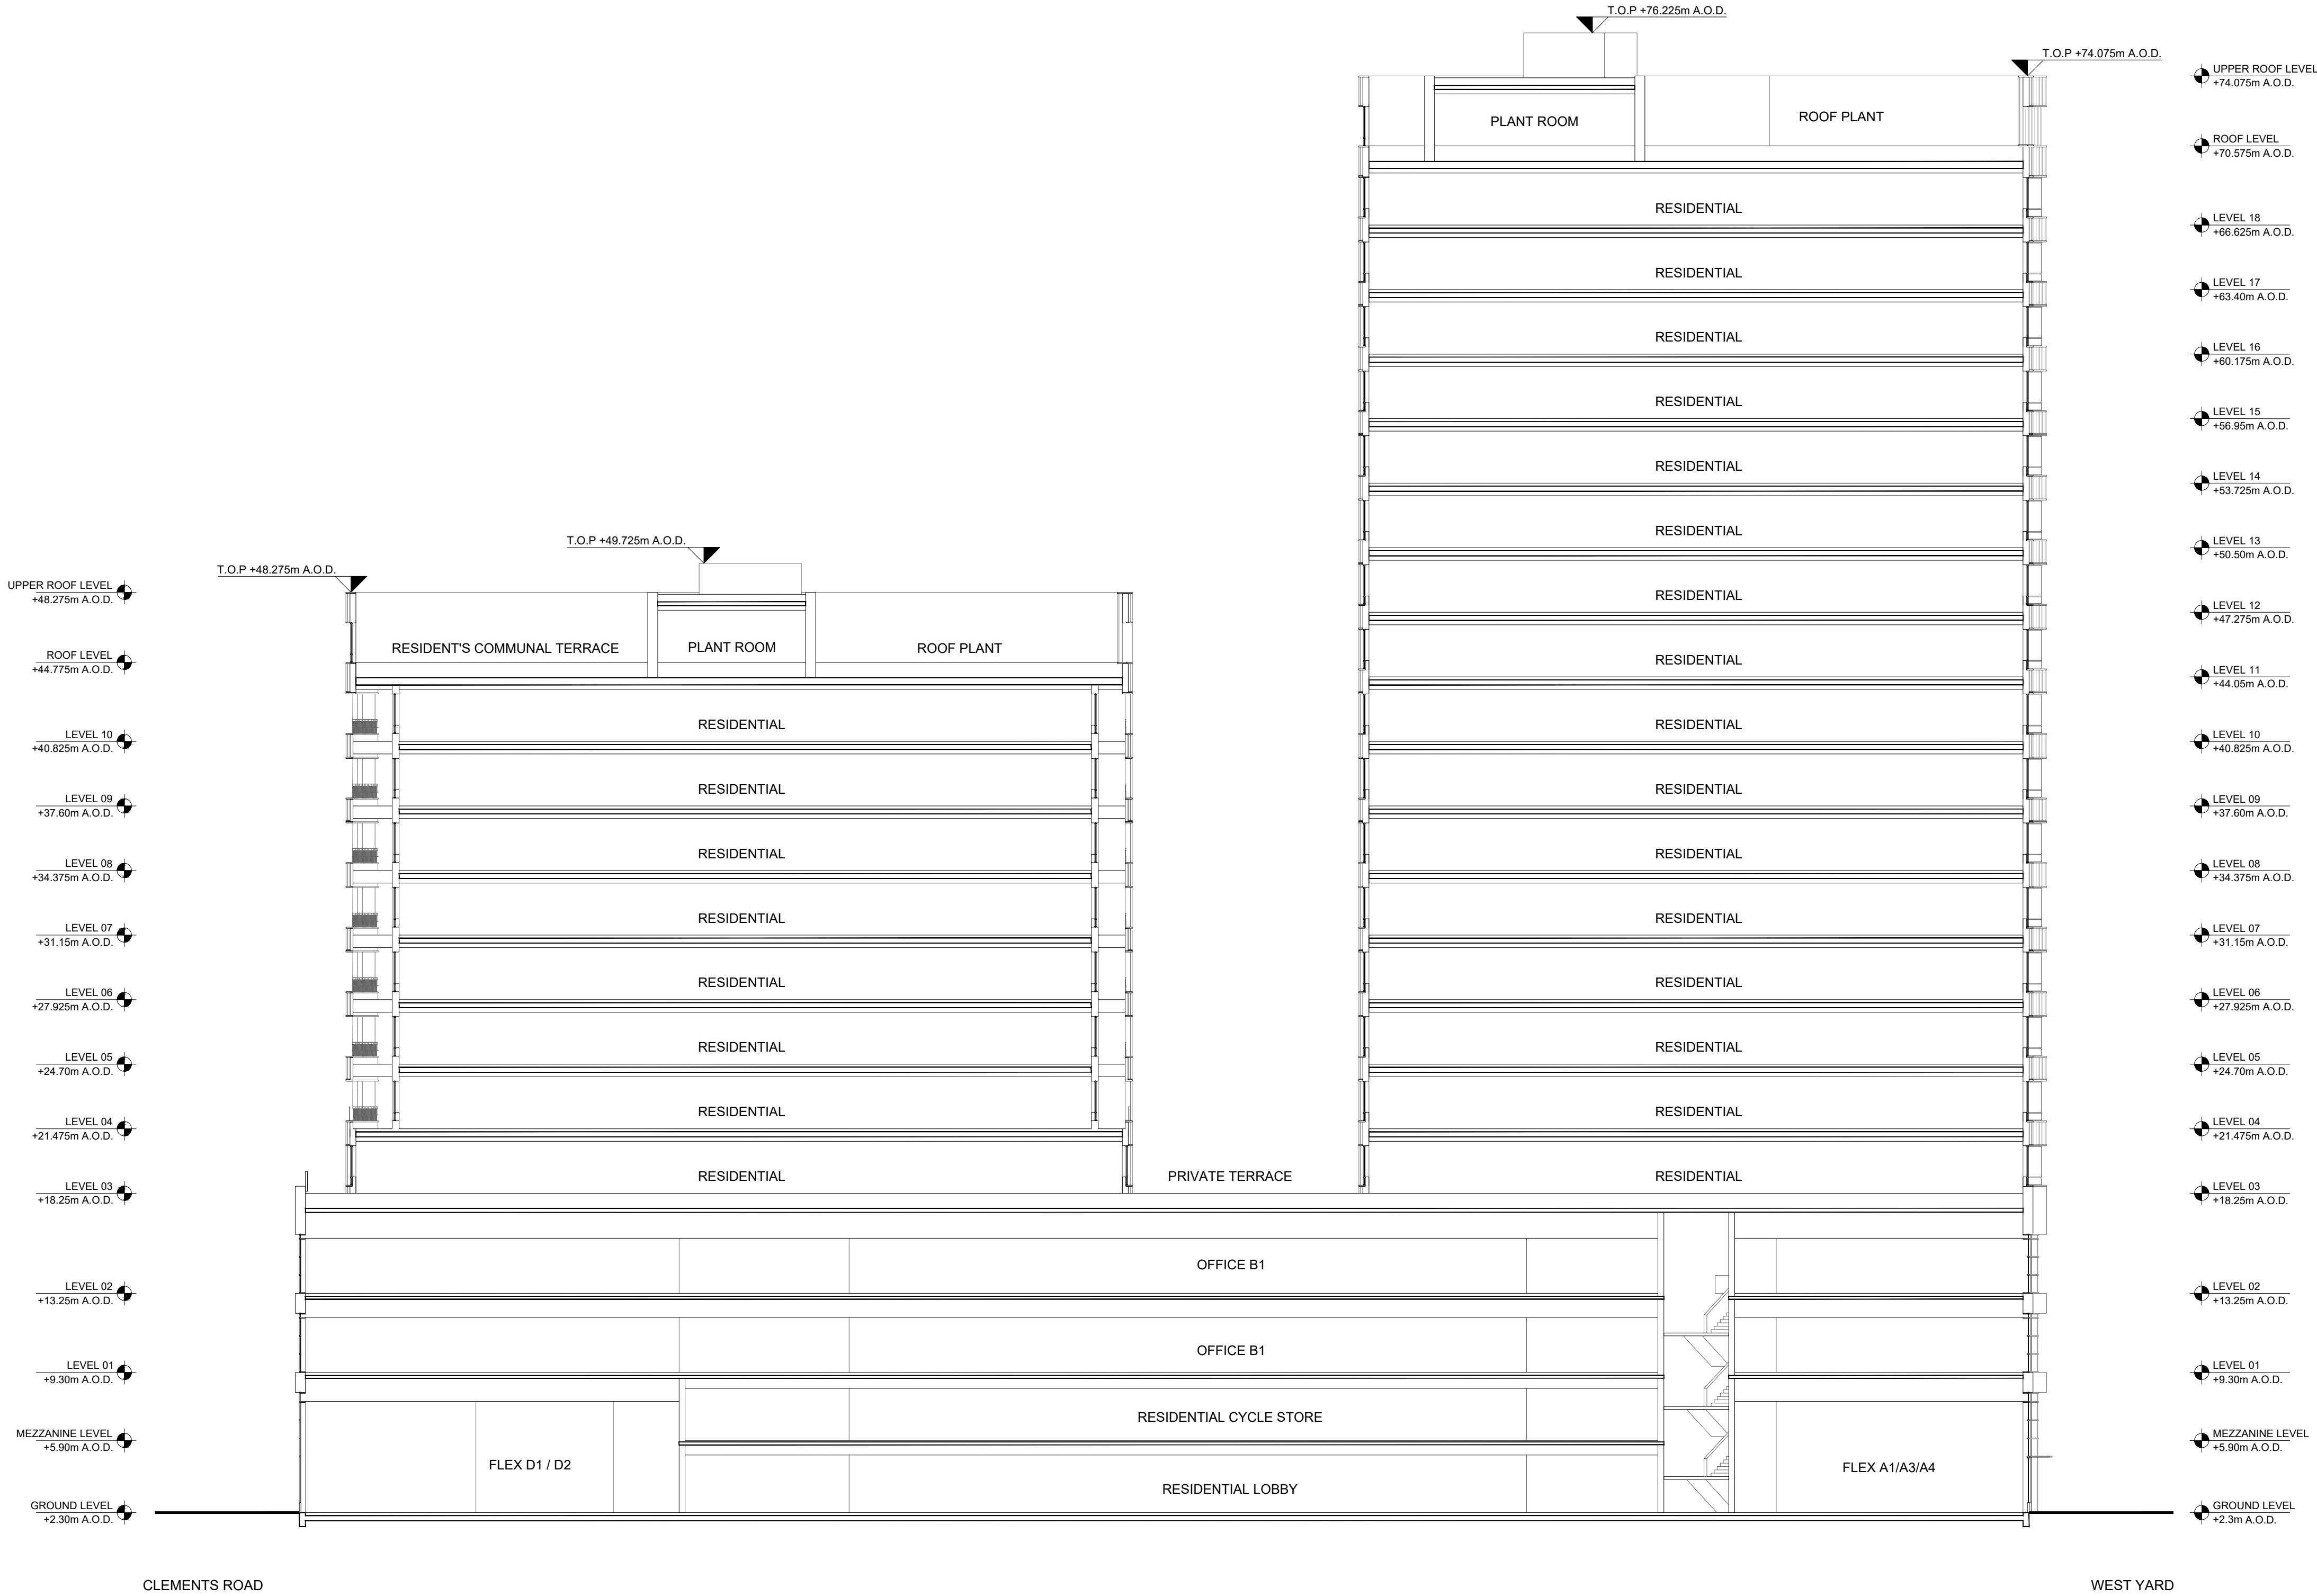 T.O.P +76.225m A.O.D.
T.O.P +74.075m A.O.D.
UPPER ROOF LEVEL
+74.075m A.O.D.
PLANT ROOM
ROOF PLANT
ROOF LEVEL
+70.575m A.O.D.
RESIDENTIAL
LEVEL 18
+66.625m A.O.D.
RESIDENTIAL
LEVEL 17
+63.40m A.O.D.
RESIDENTIAL
LEVEL 16
+60.175m A.O.D.
RESIDENTIAL
LEVEL 15
+56.95m A.O.D.
RESIDENTIAL
LEVEL 14
+53.725m A.O.D.
RESIDENTIAL
LEVEL 13
+50.50m A.O.D.
T.O.P +49.725m A.O.D.
T.O.P +48.275m A.O.D.
UPPER ROOF LEVEL
+48.275m A.O.D.
RESIDENTIAL
LEVEL 12
+47.275m A.O.D.
RESIDENT'S COMMUNAL TERRACE
PLANT ROOM
ROOF PLANT
ROOF LEVEL
+44.775m A.O.D.
RESIDENTIAL
LEVEL 11
+44.05m A.O.D.
RESIDENTIAL
RESIDENTIAL
LEVEL 10
+40.825m A.O.D.
LEVEL 10
+40.825m A.O.D.
RESIDENTIAL
RESIDENTIAL
LEVEL 09
+37.60m A.O.D.
LEVEL 09
+37.60m A.O.D.
RESIDENTIAL
RESIDENTIAL
LEVEL 08
+34.375m A.O.D.
LEVEL 08
+34.375m A.O.D.
RESIDENTIAL
RESIDENTIAL
LEVEL 07
+31.15m A.O.D.
LEVEL 07
+31.15m A.O.D.
RESIDENTIAL
RESIDENTIAL
LEVEL 06
+27.925m A.O.D.
LEVEL 06
+27.925m A.O.D.
RESIDENTIAL
RESIDENTIAL
LEVEL 05
+24.70m A.O.D.
LEVEL 05
+24.70m A.O.D.
RESIDENTIAL
RESIDENTIAL
LEVEL 04
+21.475m A.O.D.
LEVEL 04
+21.475m A.O.D.
RESIDENTIAL
PRIVATE TERRACE
RESIDENTIAL
LEVEL 03
+18.25m A.O.D.
LEVEL 03
+18.25m A.O.D.
OFFICE B1
LEVEL 02
+13.25m A.O.D.
LEVEL 02
+13.25m A.O.D.
OFFICE B1
LEVEL 01
+9.30m A.O.D.
LEVEL 01
+9.30m A.O.D.
RESIDENTIAL CYCLE STORE
MEZZANINE LEVEL
+5.90m A.O.D.
MEZZANINE LEVEL
+5.90m A.O.D.
FLEX D1 / D2
FLEX A1/A3/A4
RESIDENTIAL LOBBY
GROUND LEVEL
+2.30m A.O.D.
GROUND LEVEL
+2.3m A.O.D.
CLEMENTS ROAD
WEST YARD